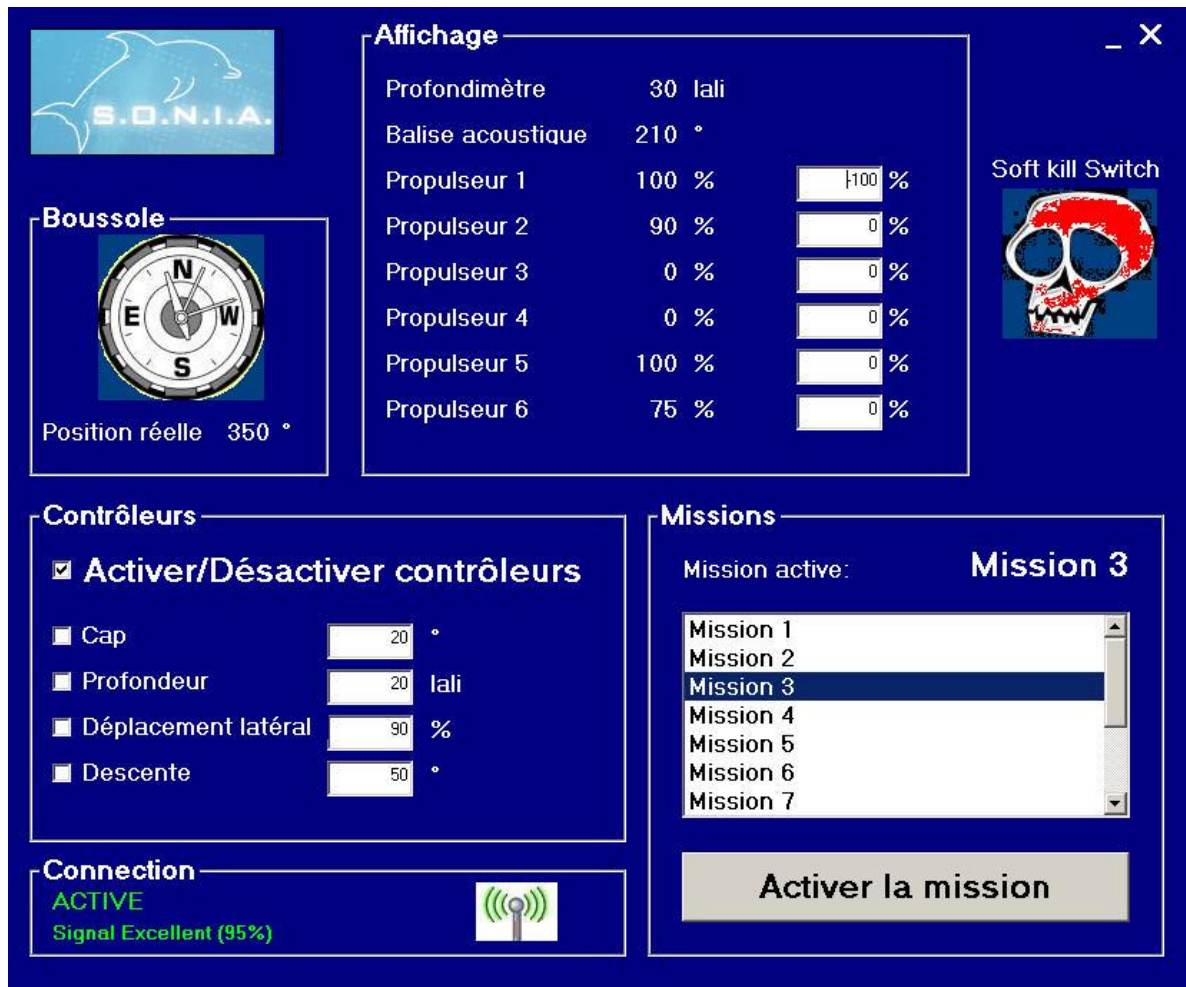 S.O.N.I.A.
Affichage
_ X
Profondimètre 30 lali
Balise acoustique 210 °
Propulseur 1 100 % -100 %
Propulseur 2 90 % 0 %
Propulseur 3 0 % 0 %
Propulseur 4 0 % 0 %
Propulseur 5 100 % 0 %
Propulseur 6 75 % 0 %
Soft kill Switch
Boussole
N
E W
S
Position réelle 350 °
Contrôleurs
Activer/Désactiver contrôleurs
Cap 20 °
Profondeur 20 lali
Déplacement latéral 90 %
Descente 50 °
Missions
Mission active: Mission 3
Mission 1
Mission 2
Mission 3
Mission 4
Mission 5
Mission 6
Mission 7
Activer la mission
Connection
ACTIVE
Signal Excellent (95%)